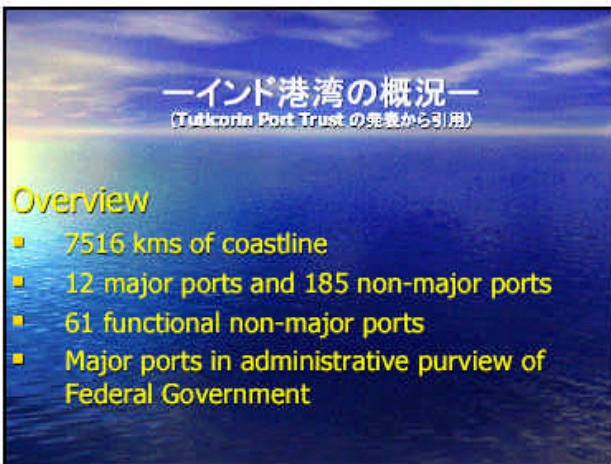 ーインド港湾の概況ー
(Tuticorin Port Trust の発表から引用)
Overview
▪ 7516 kms of coastline
▪ 12 major ports and 185 non-major ports
▪ 61 functional non-major ports
▪ Major ports in administrative purview of
Federal Government